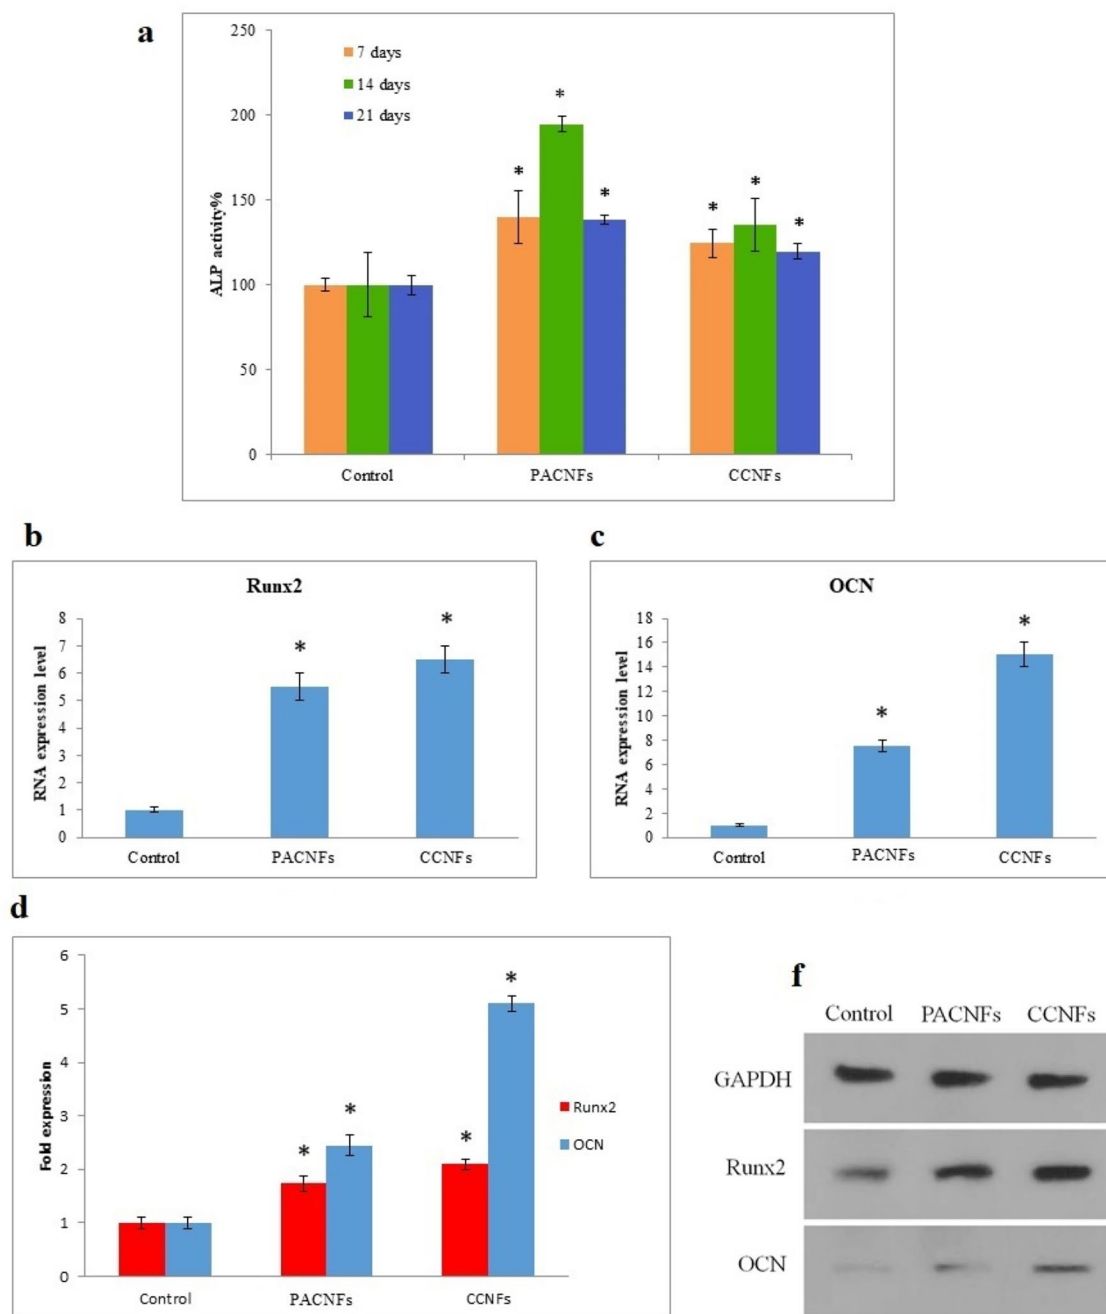 a
250
200
150
100
50
0
ALP activity%
7 days
14 days
21 days
*
*
*
*
*
*
Control PACNFs CCNFs
b
Runx2
RNA expression level
8
7
6
5
4
3
2
1
0
*
*
Control PACNFs CCNFs
c
OCN
RNA expression level
18
16
14
12
10
8
6
4
2
0
*
*
Control PACNFs CCNFs
d
Fold expression
6
5
4
3
2
1
0
*
*
*
*
Runx2
OCN
Control PACNFs CCNFs
f
Control PACNFs CCNFs
GAPDH
Runx2
OCN